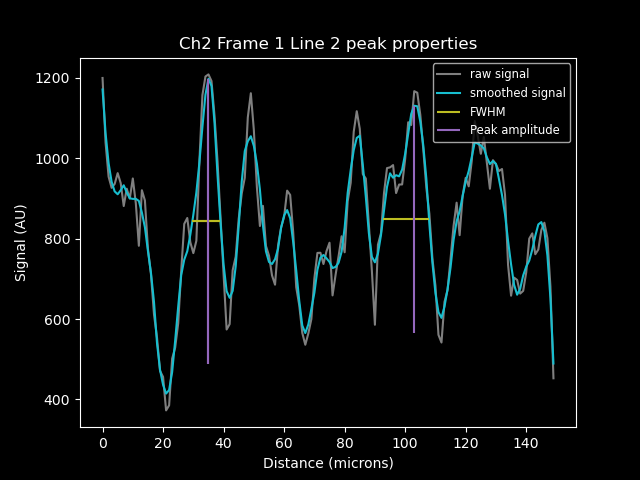 Ch2 Frame 1 Line 2 peak properties
raw signal
smoothed signal
FWHM
Peak amplitude
Signal (AU)
1200
1000
800
600
400
0 20 40 60 80 100 120 140
Distance (microns)